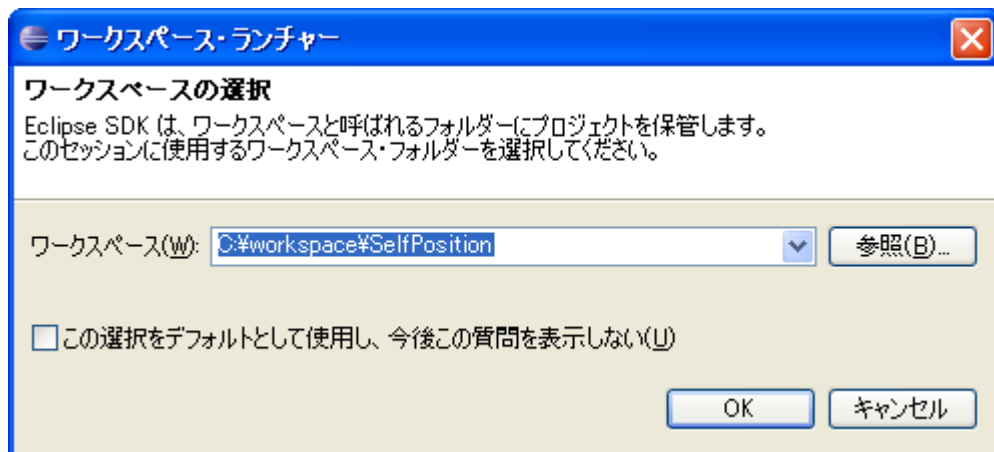 ワークスペース・ランチャー
ワークスペースの選択
Eclipse SDK は、ワークスペースと呼ばれるフォルダーにプロジェクトを保管します。
このセッションに使用するワークスペース・フォルダーを選択してください。
ワークスペース(W): C:¥workspace¥SelfPosition 参照(B)...
この選択をデフォルトとして使用し、今後この質問を表示しない(U)
OK キャンセル